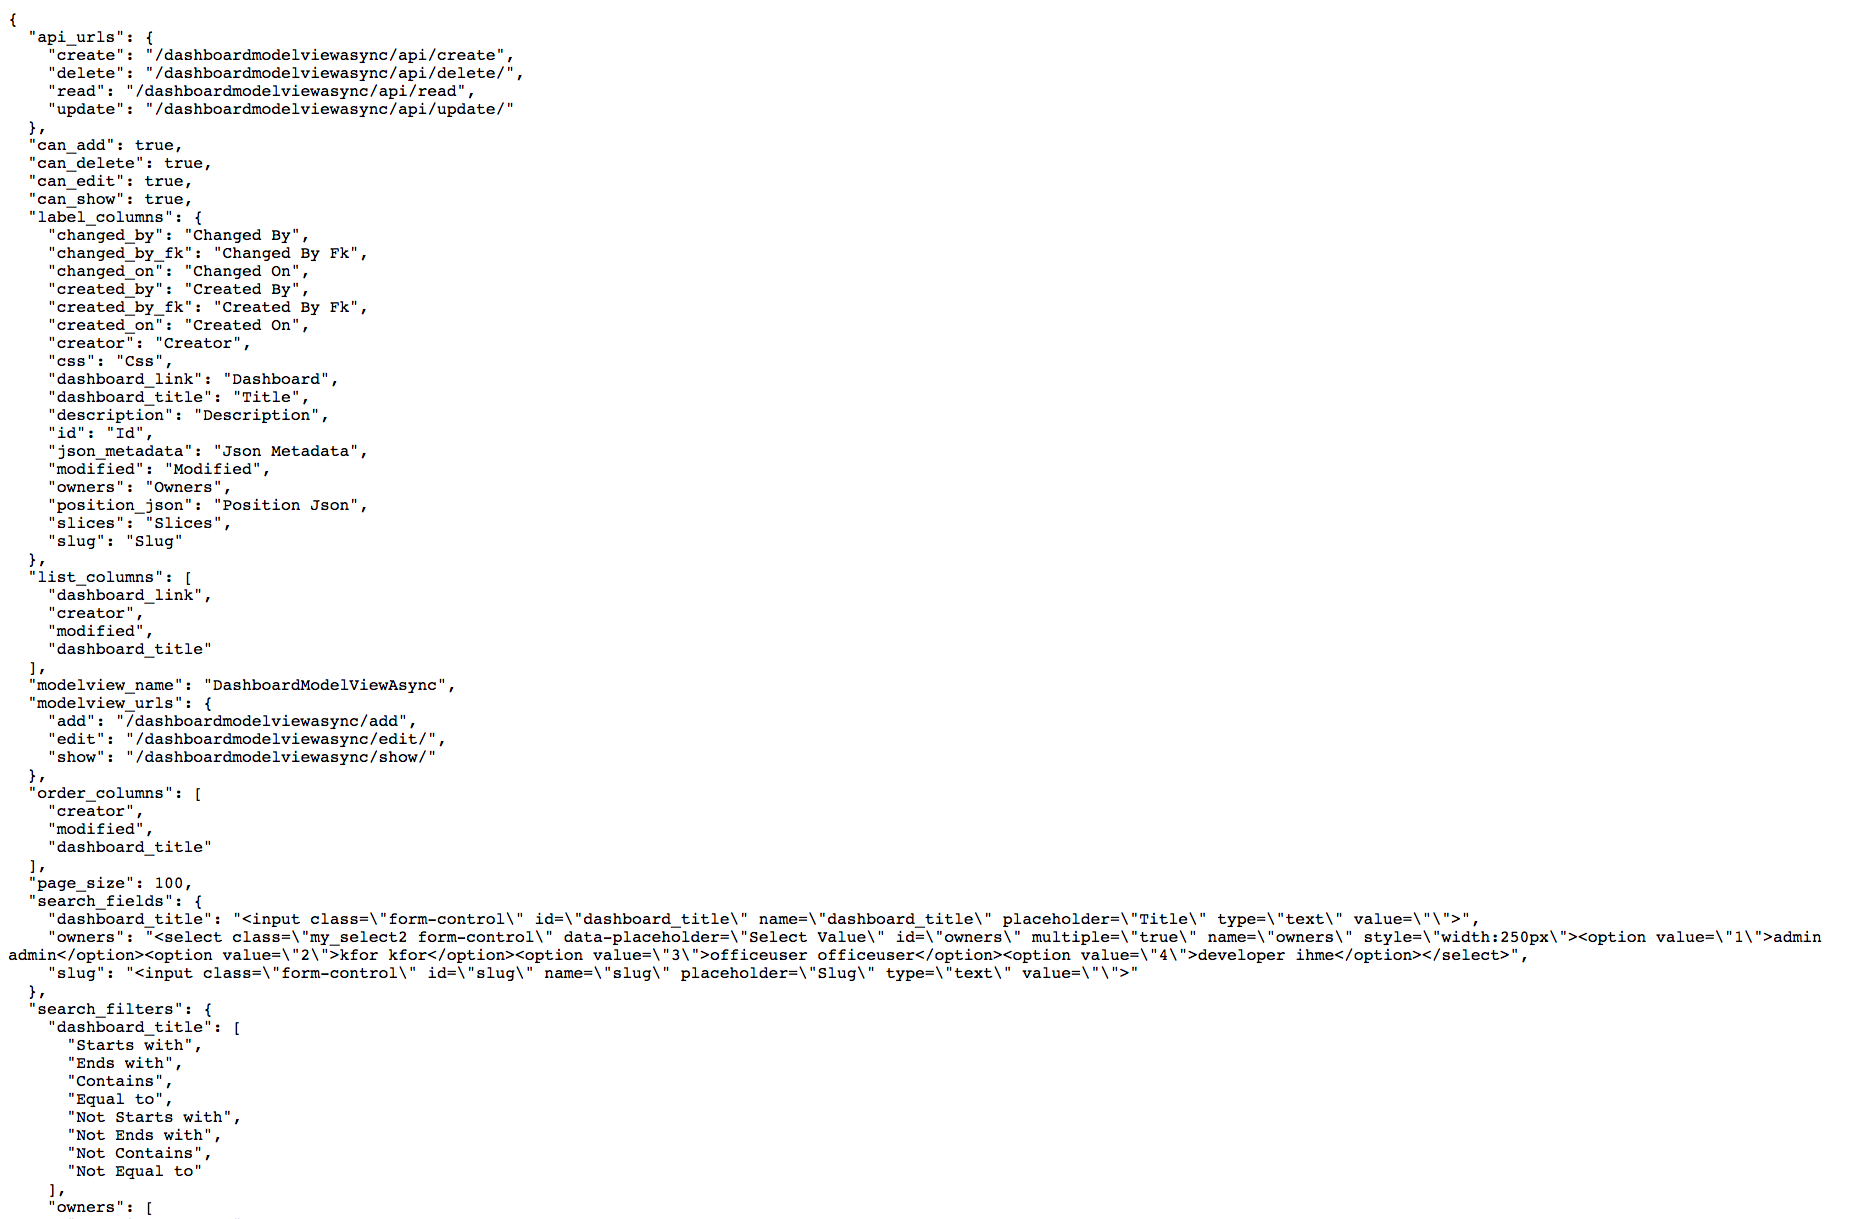 {
  "api_urls": {
    "create": "/dashboardmodelviewasync/api/create",
    "delete": "/dashboardmodelviewasync/api/delete/",
    "read": "/dashboardmodelviewasync/api/read",
    "update": "/dashboardmodelviewasync/api/update/"
  },
  "can_add": true,
  "can_delete": true,
  "can_edit": true,
  "can_show": true,
  "label_columns": {
    "changed_by": "Changed By",
    "changed_by_fk": "Changed By Fk",
    "changed_on": "Changed On",
    "created_by": "Created By",
    "created_by_fk": "Created By Fk",
    "created_on": "Created On",
    "creator": "Creator",
    "css": "Css",
    "dashboard_link": "Dashboard",
    "dashboard_title": "Title",
    "description": "Description",
    "id": "Id",
    "json_metadata": "Json Metadata",
    "modified": "Modified",
    "owners": "Owners",
    "position_json": "Position Json",
    "slices": "Slices",
    "slug": "Slug"
  },
  "list_columns": [
    "dashboard_link",
    "creator",
    "modified",
    "dashboard_title"
  ],
  "modelview_name": "DashboardModelViewAsync",
  "modelview_urls": {
    "add": "/dashboardmodelviewasync/add",
    "edit": "/dashboardmodelviewasync/edit/",
    "show": "/dashboardmodelviewasync/show/"
  },
  "order_columns": [
    "creator",
    "modified",
    "dashboard_title"
  ],
  "page_size": 100,
  "search_fields": {
    "dashboard_title": "<input class=\"form-control\" id=\"dashboard_title\" name=\"dashboard_title\" placeholder=\"Title\" type=\"text\" value=\"\">",
    "owners": "<select class=\"my_select2 form-control\" data-placeholder=\"Select Value\" id=\"owners\" multiple=\"true\" name=\"owners\" style=\"width:250px\"><option value=\"1\">admin
admin</option><option value=\"2\">kfor kfor</option><option value=\"3\">officeuser officeuser</option><option value=\"4\">developer ihme</option></select>",
    "slug": "<input class=\"form-control\" id=\"slug\" name=\"slug\" placeholder=\"Slug\" type=\"text\" value=\"\">"
  },
  "search_filters": {
    "dashboard_title": [
      "Starts with",
      "Ends with",
      "Contains",
      "Equal to",
      "Not Starts with",
      "Not Ends with",
      "Not Contains",
      "Not Equal to"
    ],
    "owners": [